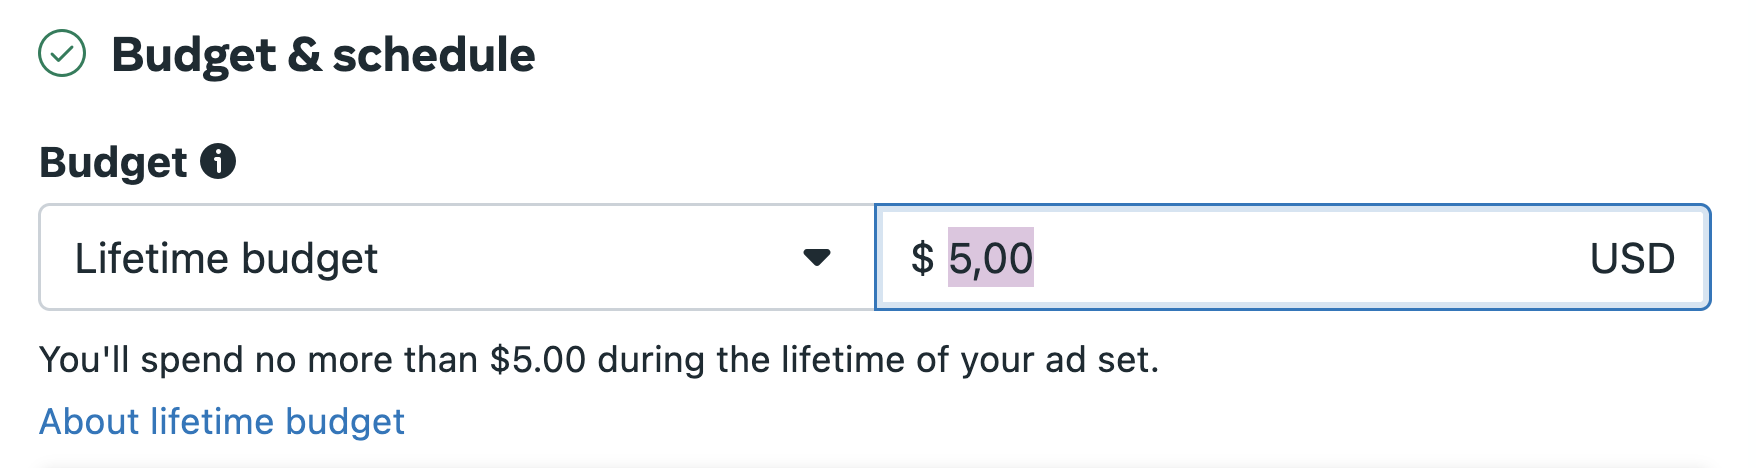 Budget & schedule
Budget
Lifetime budget $ 5,00 USD
You'll spend no more than $5.00 during the lifetime of your ad set.
About lifetime budget